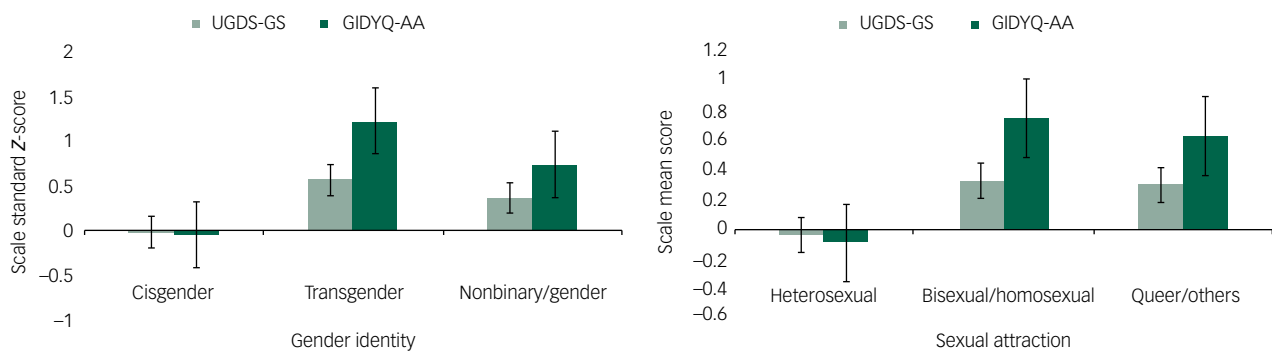 UGDS-GS GIDYQ-AA
Scale standard Z-score
2
1.5
1
0.5
0
–0.5
–1
Cisgender Transgender Nonbinary/gender
Gender identity
UGDS-GS GIDYQ-AA
Scale mean score
1.2
1
0.8
0.6
0.4
0.2
0
–0.2
–0.4
–0.6
Heterosexual Bisexual/homosexual Queer/others
Sexual attraction